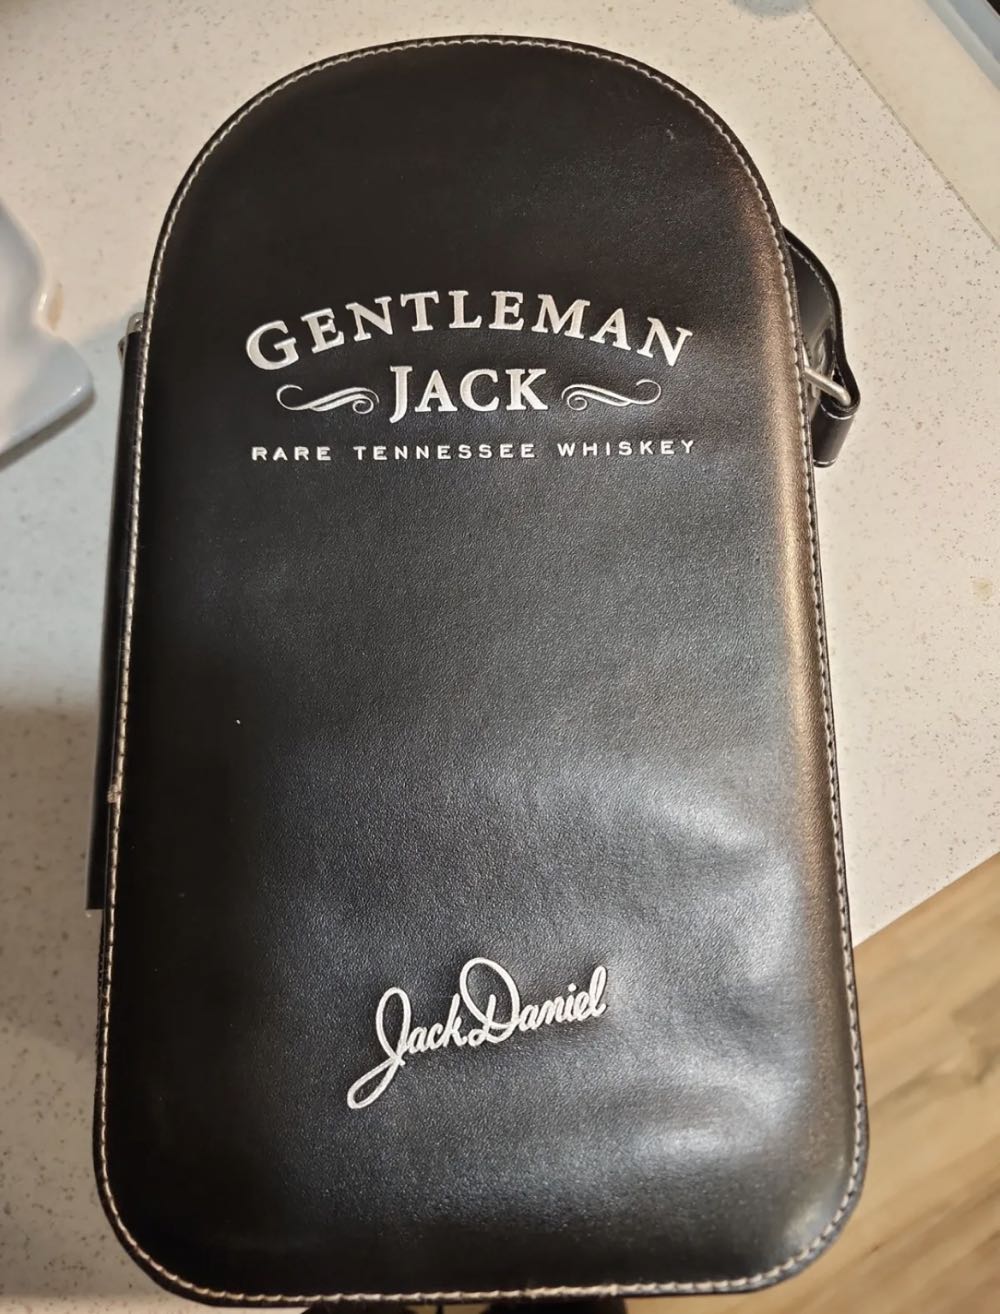 GENTLEMAN
JACK
RARE TENNESSEE WHISKEY
Jack Daniel